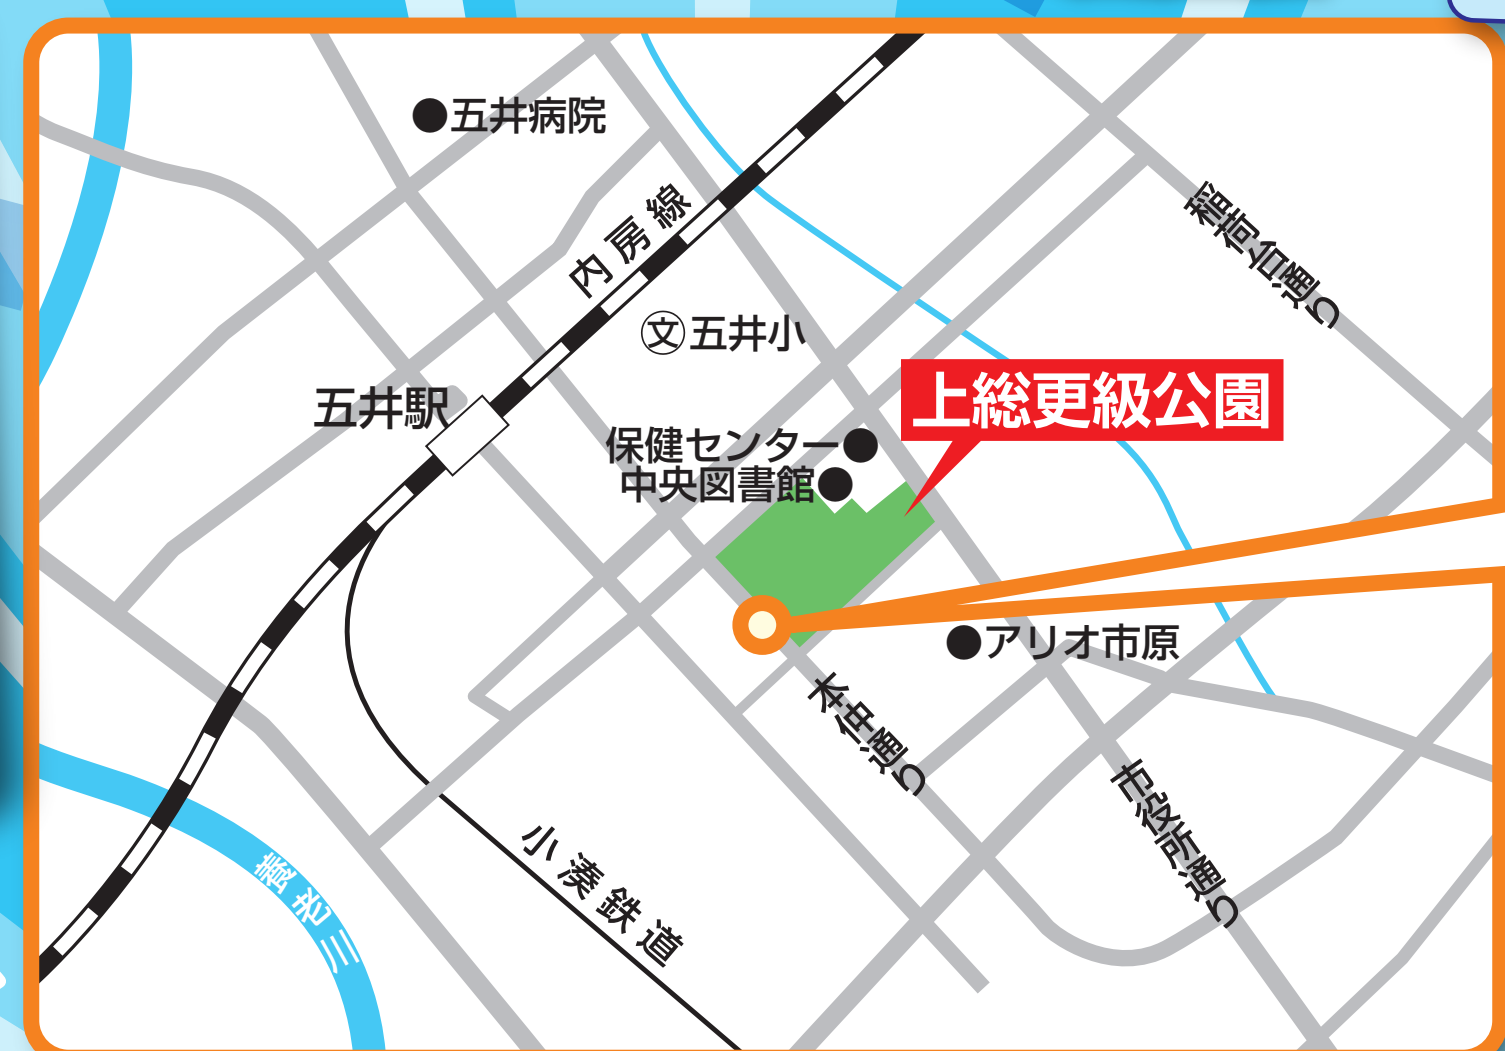 五井病院
内房線
稲荷台通り
文五井小
上総更級公園
五井駅
保健センター
中央図書館
アリオ市原
本仲通り
市役所通り
小湊鉄道
養老川